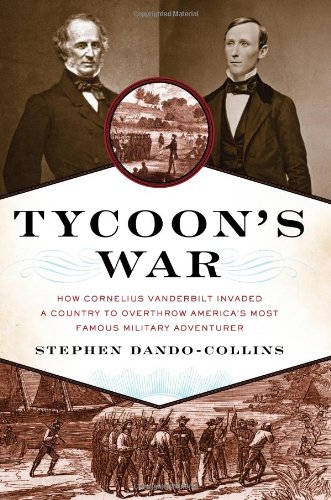 TYCOON'S
WAR
HOW CORNELIUS VANDERBILT INVADED
A COUNTRY TO OVERTHROW AMERICA'S MOST
FAMOUS MILITARY ADVENTURER
STEPHEN DANDO-COLLINS